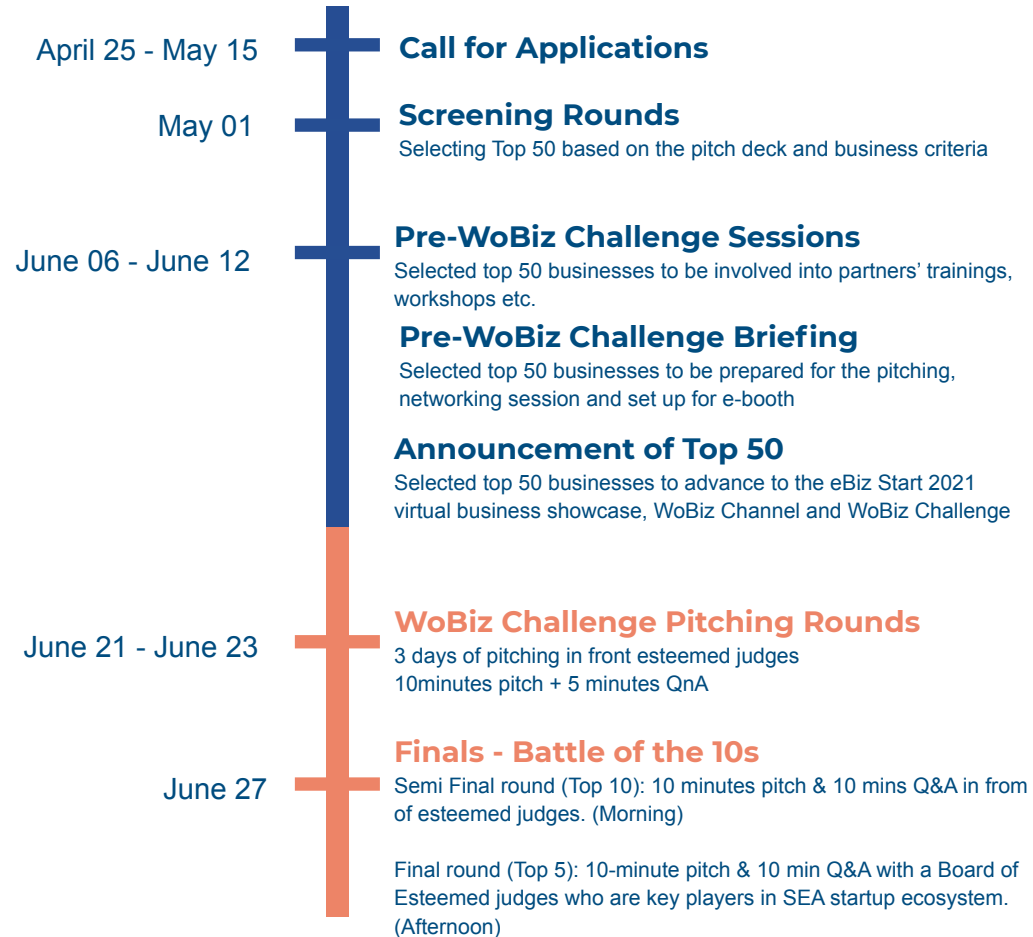 April 25 - May 15
Call for Applications
May 01
Screening Rounds
Selecting Top 50 based on the pitch deck and business criteria
June 06 - June 12
Pre-WoBiz Challenge Sessions
Selected top 50 businesses to be involved into partners’ trainings,
workshops etc.
Pre-WoBiz Challenge Briefing
Selected top 50 businesses to be prepared for the pitching,
networking session and set up for e-booth
Announcement of Top 50
Selected top 50 businesses to advance to the eBiz Start 2021
virtual business showcase, WoBiz Channel and WoBiz Challenge
June 21 - June 23
WoBiz Challenge Pitching Rounds
3 days of pitching in front esteemed judges
10minutes pitch + 5 minutes QnA
June 27
Finals - Battle of the 10s
Semi Final round (Top 10): 10 minutes pitch & 10 mins Q&A in from
of esteemed judges. (Morning)
Final round (Top 5): 10-minute pitch & 10 min Q&A with a Board of
Esteemed judges who are key players in SEA startup ecosystem.
(Afternoon)